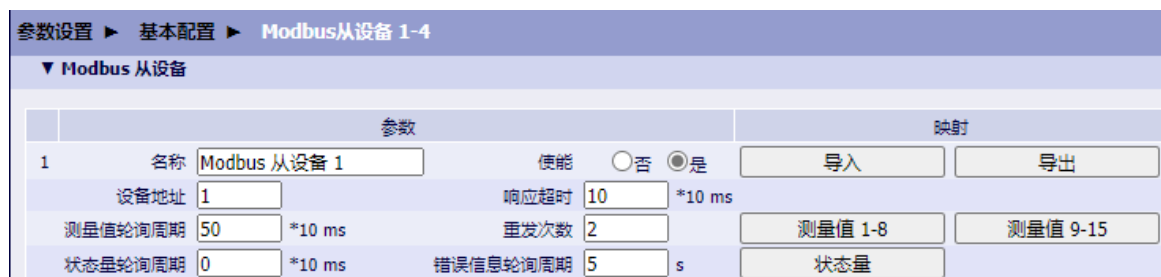 参数设置 ▶ 基本配置 ▶ Modbus从设备 1-4
▼ Modbus 从设备
参数 映射
1 名称 Modbus 从设备 1 使能 否 是 导入 导出
设备地址 1 响应超时 10 *10 ms
测量值轮询周期 50 *10 ms 重发次数 2 测量值 1-8 测量值 9-15
状态量轮询周期 0 *10 ms 错误信息轮询周期 5 s 状态量